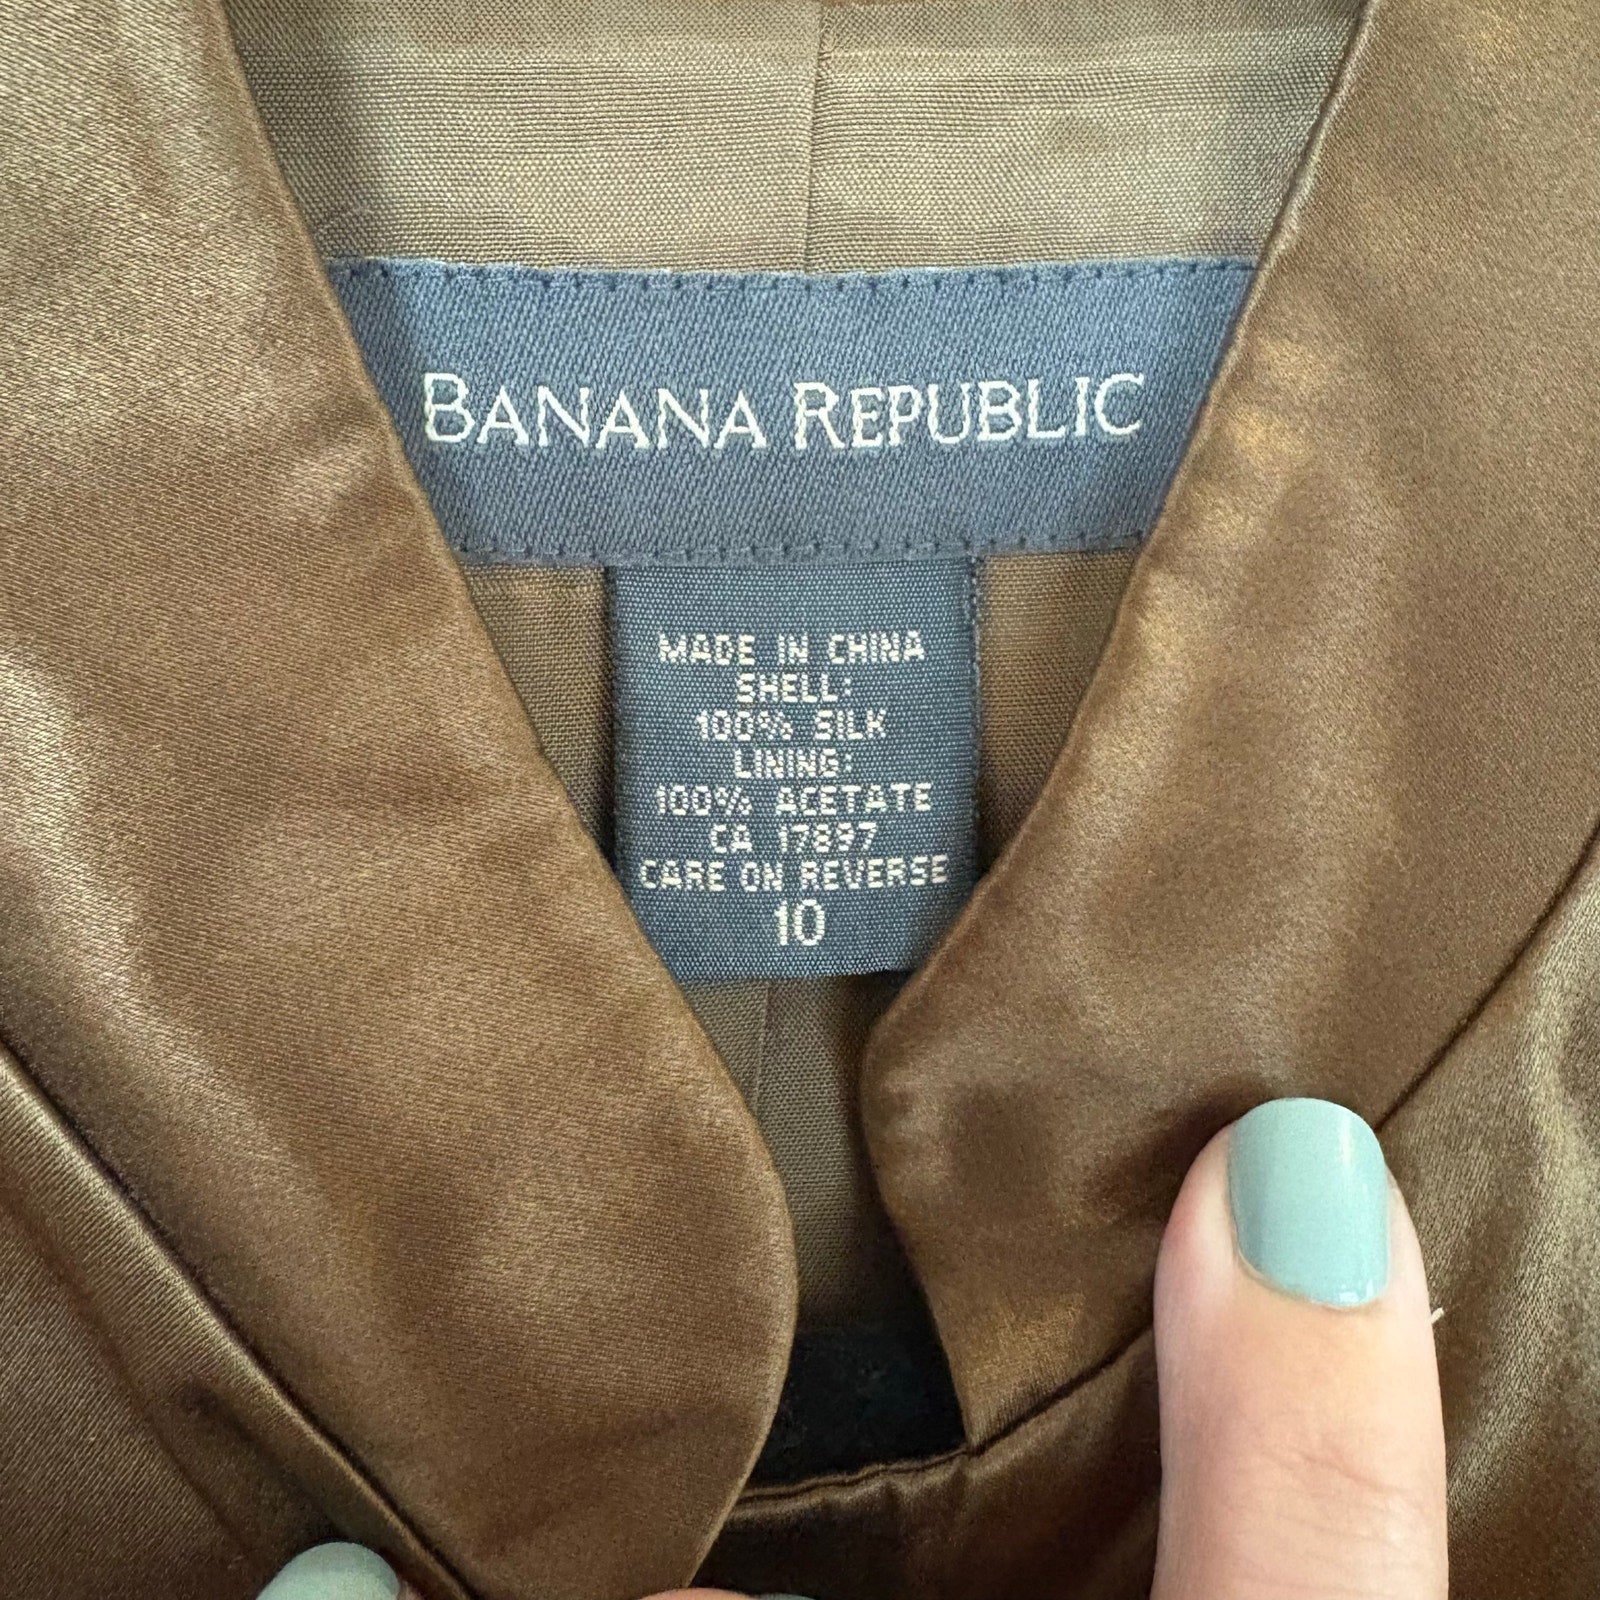 BANANA REPUBLIC
MADE IN CHINA
SHELL:
100% SILK
LINING:
100% ACETATE
CA 17897
CARE ON REVERSE
10